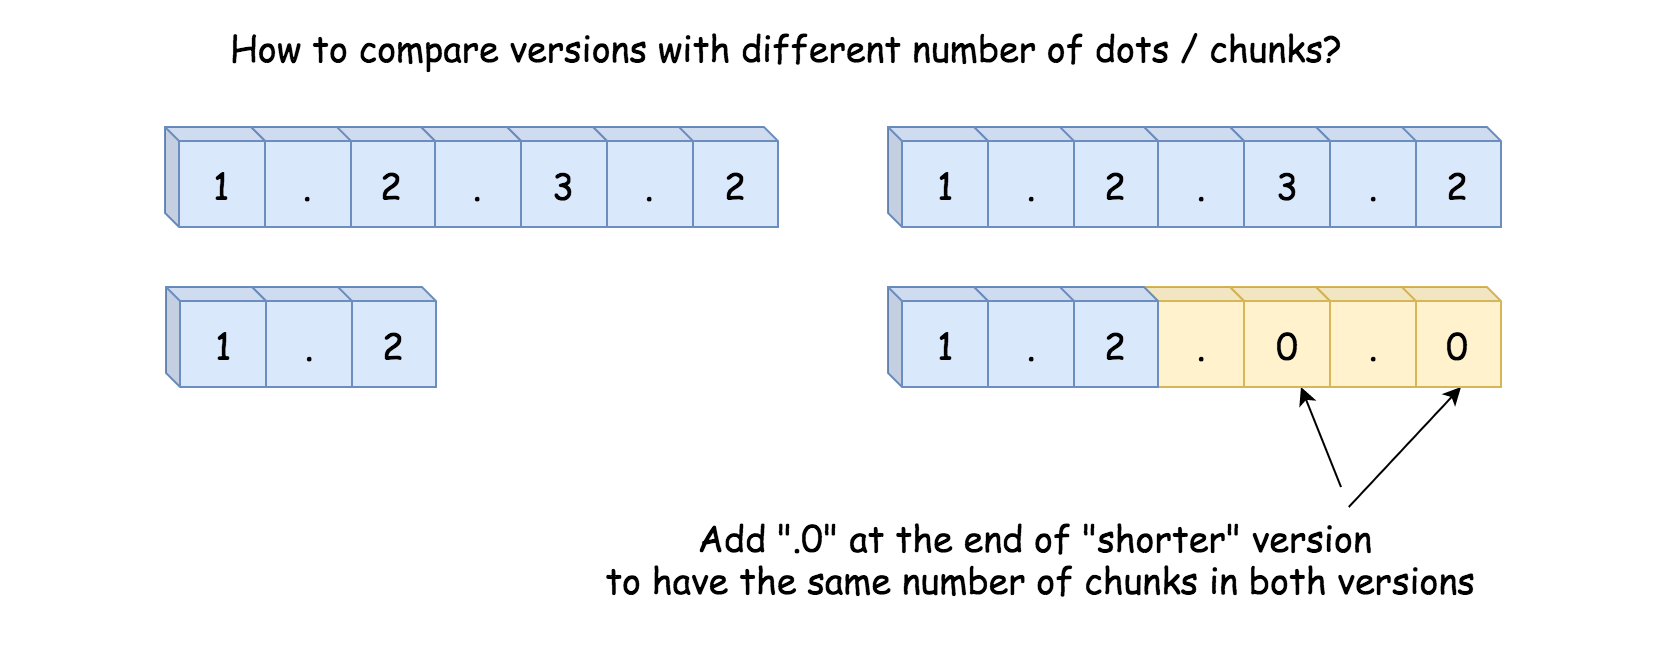 How to compare versions with different number of dots / chunks?
1 . 2 . 3 . 2
1 . 2 . 3 . 2
1 . 2
1 . 2 . 0 . 0
Add ".0" at the end of "shorter" version
to have the same number of chunks in both versions